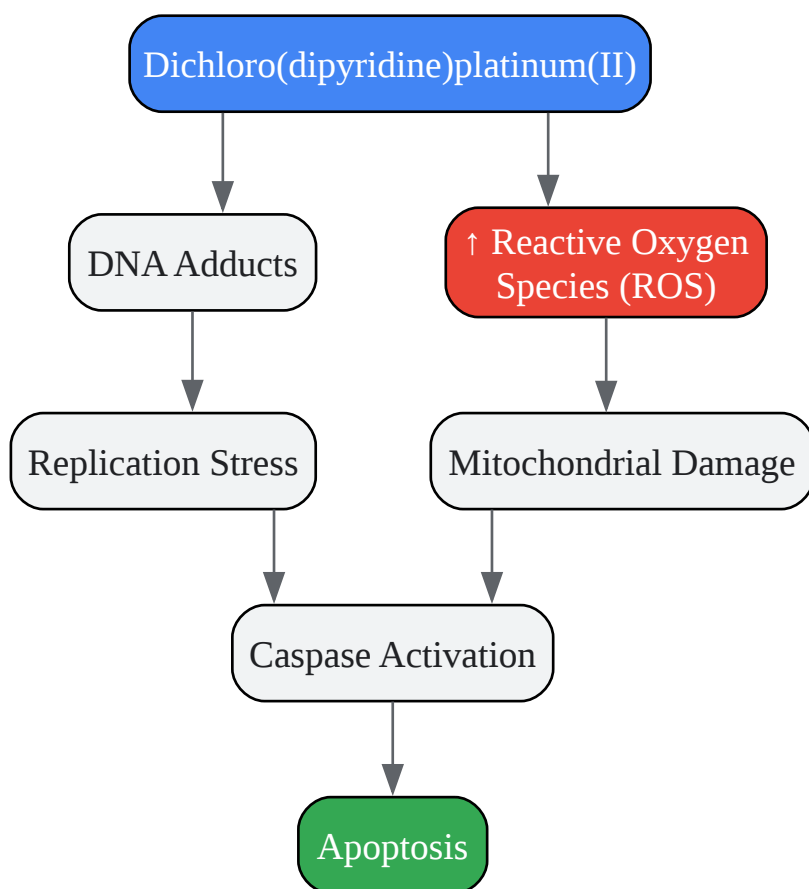 Dichloro(dipyridine)platinum(II)
DNA Adducts
↑ Reactive Oxygen
Species (ROS)
Replication Stress
Mitochondrial Damage
Caspase Activation
Apoptosis